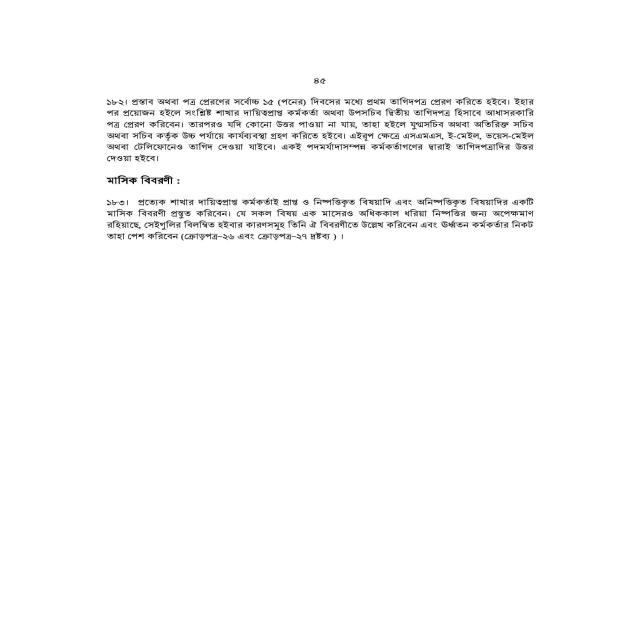 ৪৫
১৮২। প্রস্তাব অথবা পত্র প্রেরণের সর্বোচ্চ ১৫ (পনের) দিবসের মধ্যে প্রথম তাগিদপত্র প্রেরণ করিতে হইবে। ইহার
পর প্রয়োজন হইলে সংশ্লিষ্ট শাখার দায়িত্বপ্রাপ্ত কর্মকর্তা অথবা উপসচিব দ্বিতীয় তাগিদপত্র হিসাবে আধাসরকারি
পত্র প্রেরণ করিবেন। তারপরও যদি কোনো উত্তর পাওয়া না যায়, তাহা হইলে যুগ্মসচিব অথবা অতিরিক্ত সচিব
অথবা সচিব কর্তৃক উচ্চ পর্যায়ে কার্যব্যবস্থা গ্রহণ করিতে হইবে। এইরূপ ক্ষেত্রে এসএমএস, ই-মেইল, ভয়েস-মেইল
অথবা টেলিফোনেও তাগিদ দেওয়া যাইবে। একই পদমর্যাদাসম্পন্ন কর্মকর্তাগণের দ্বারাই তাগিদপত্রাদির উত্তর
দেওয়া হইবে।
মাসিক বিবরণী :
১৮৩। প্রত্যেক শাখার দায়িত্বপ্রাপ্ত কর্মকর্তাই প্রাপ্ত ও নিষ্পত্তিকৃত বিষয়াদি এবং অনিষ্পত্তিকৃত বিষয়াদির একটি
মাসিক বিবরণী প্রস্তুত করিবেন। যে সকল বিষয় এক মাসেরও অধিককাল ধরিয়া নিষ্পত্তির জন্য অপেক্ষমাণ
রহিয়াছে, সেইগুলির বিলম্বিত হইবার কারণসমূহ তিনি ঐ বিবরণীতে উল্লেখ করিবেন এবং ঊর্ধ্বতন কর্মকর্তার নিকট
তাহা পেশ করিবেন (ক্রোড়পত্র–২৬ এবং ক্রোড়পত্র–২৭ দ্রষ্টব্য ) ।